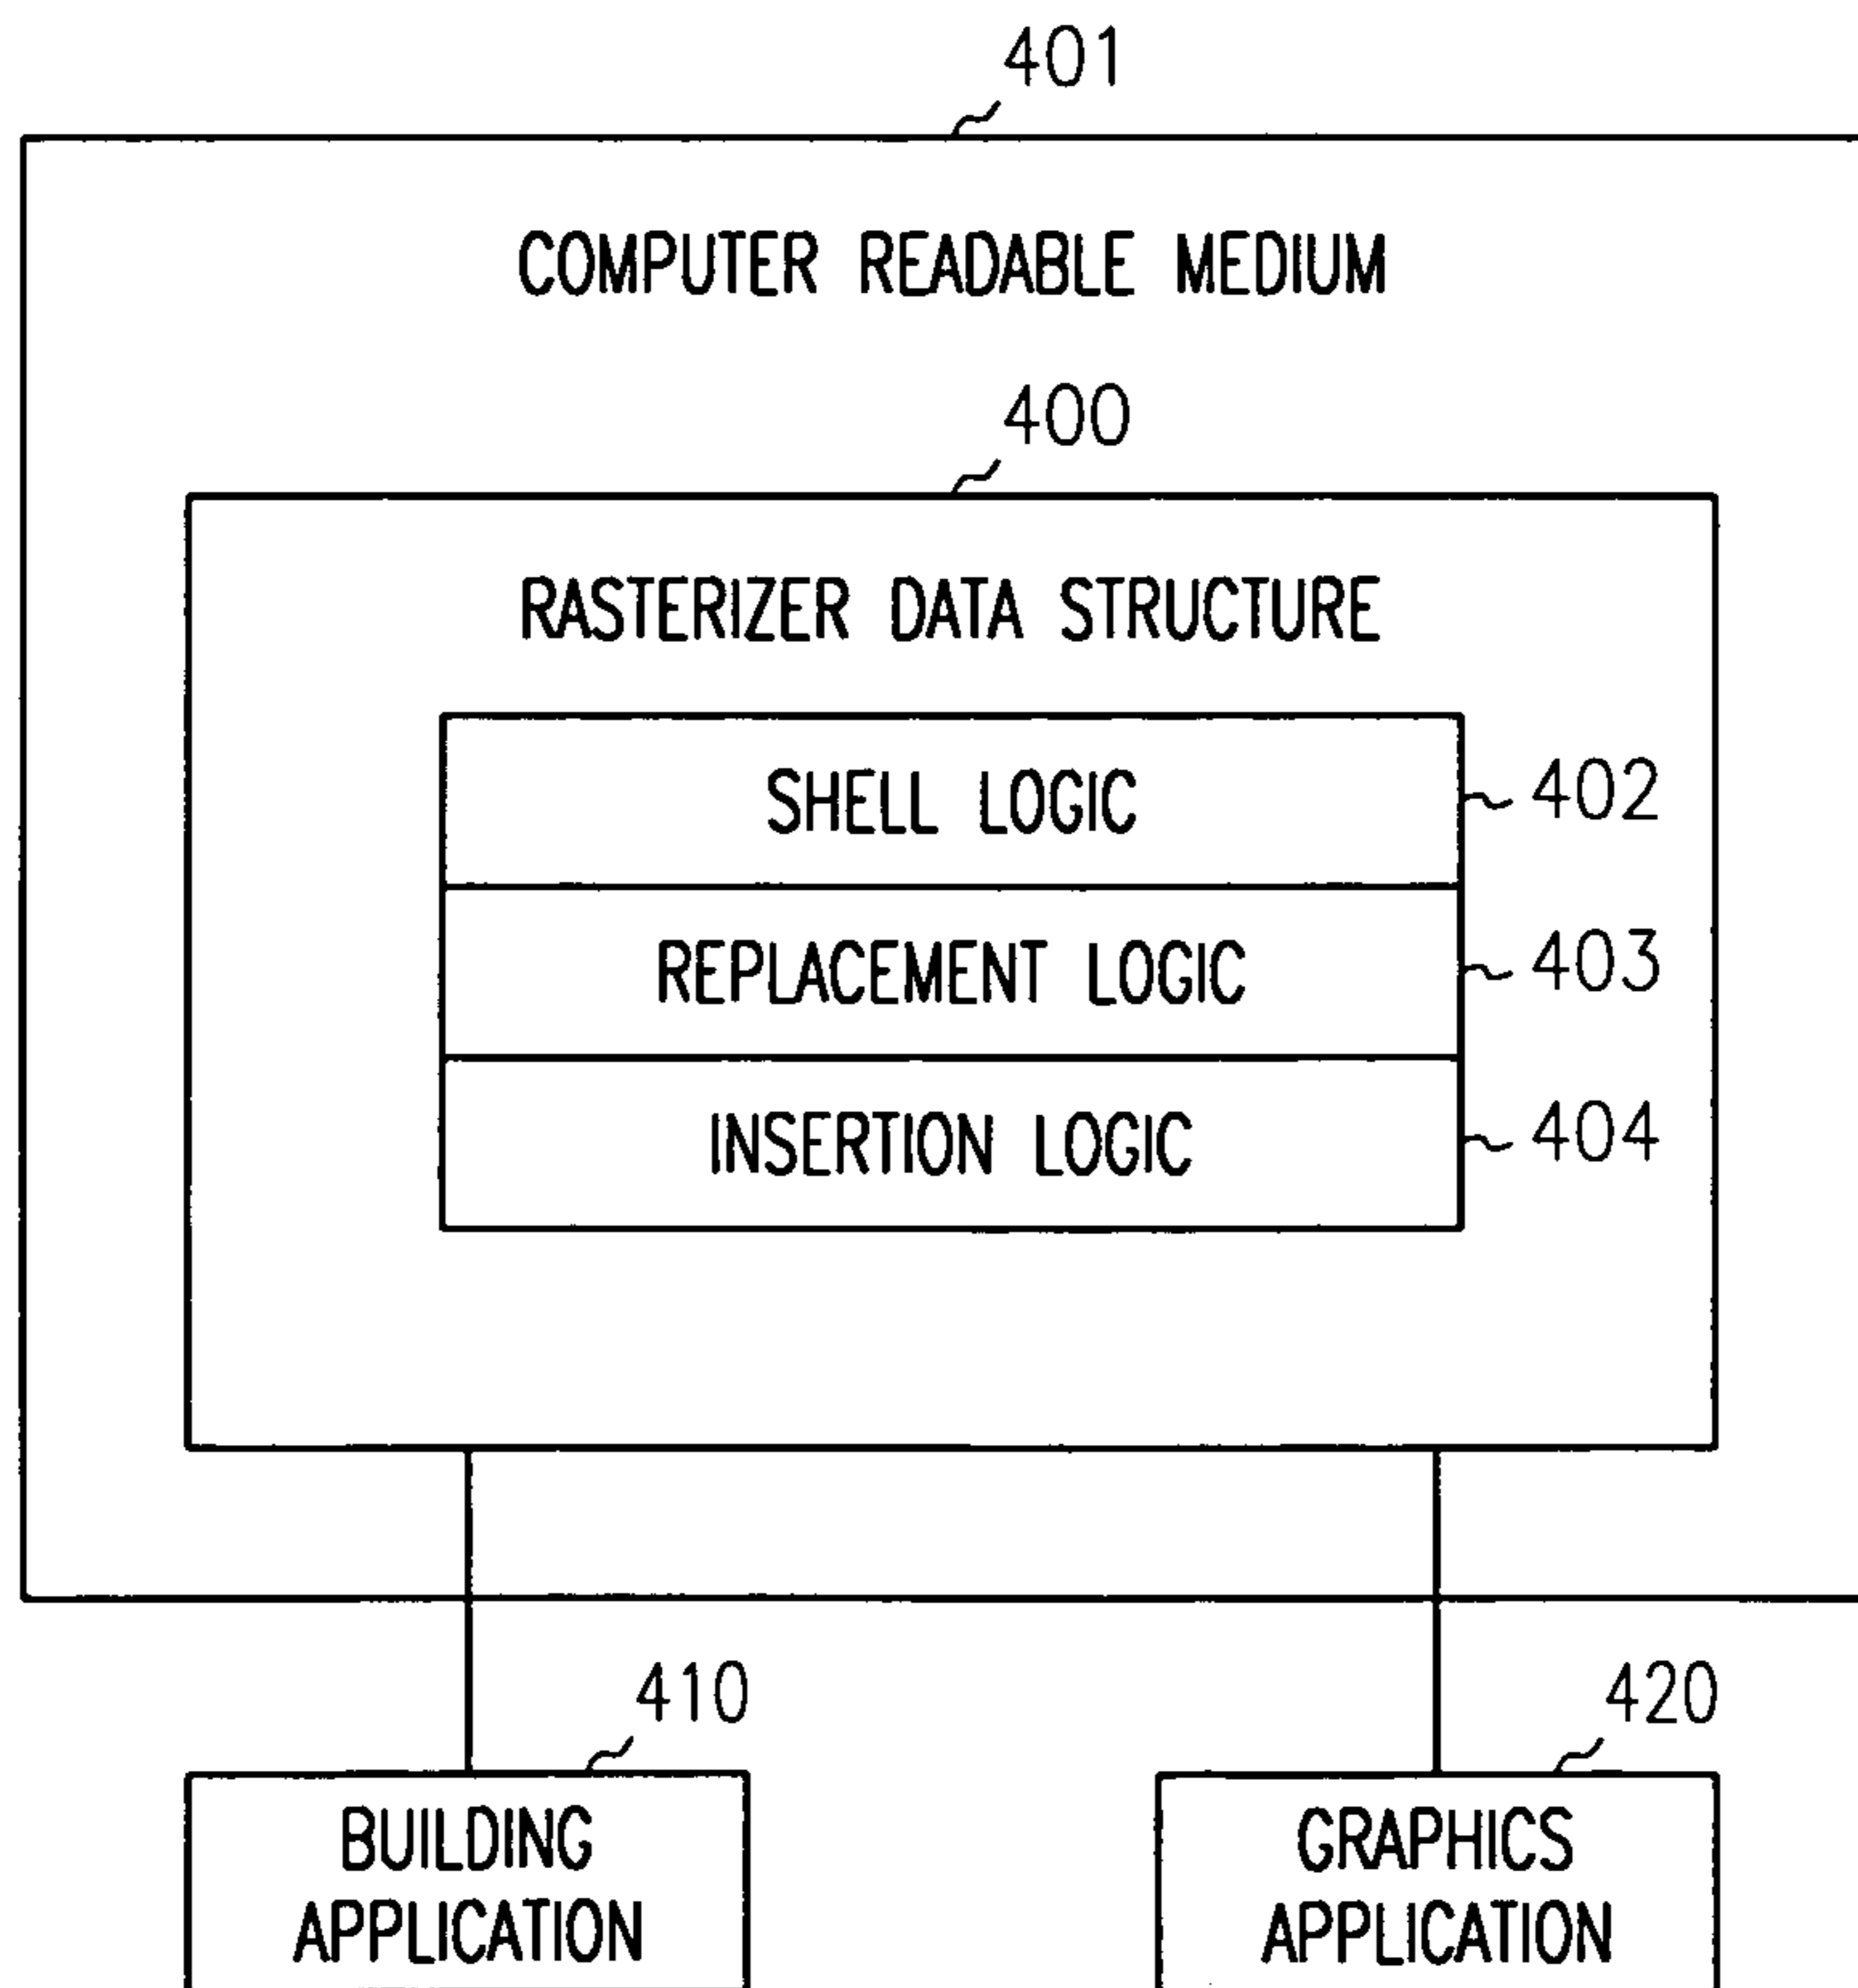 401
COMPUTER READABLE MEDIUM
400
RASTERIZER DATA STRUCTURE
SHELL LOGIC
402
REPLACEMENT LOGIC
403
INSERTION LOGIC
404
410
420
BUILDING
APPLICATION
GRAPHICS
APPLICATION